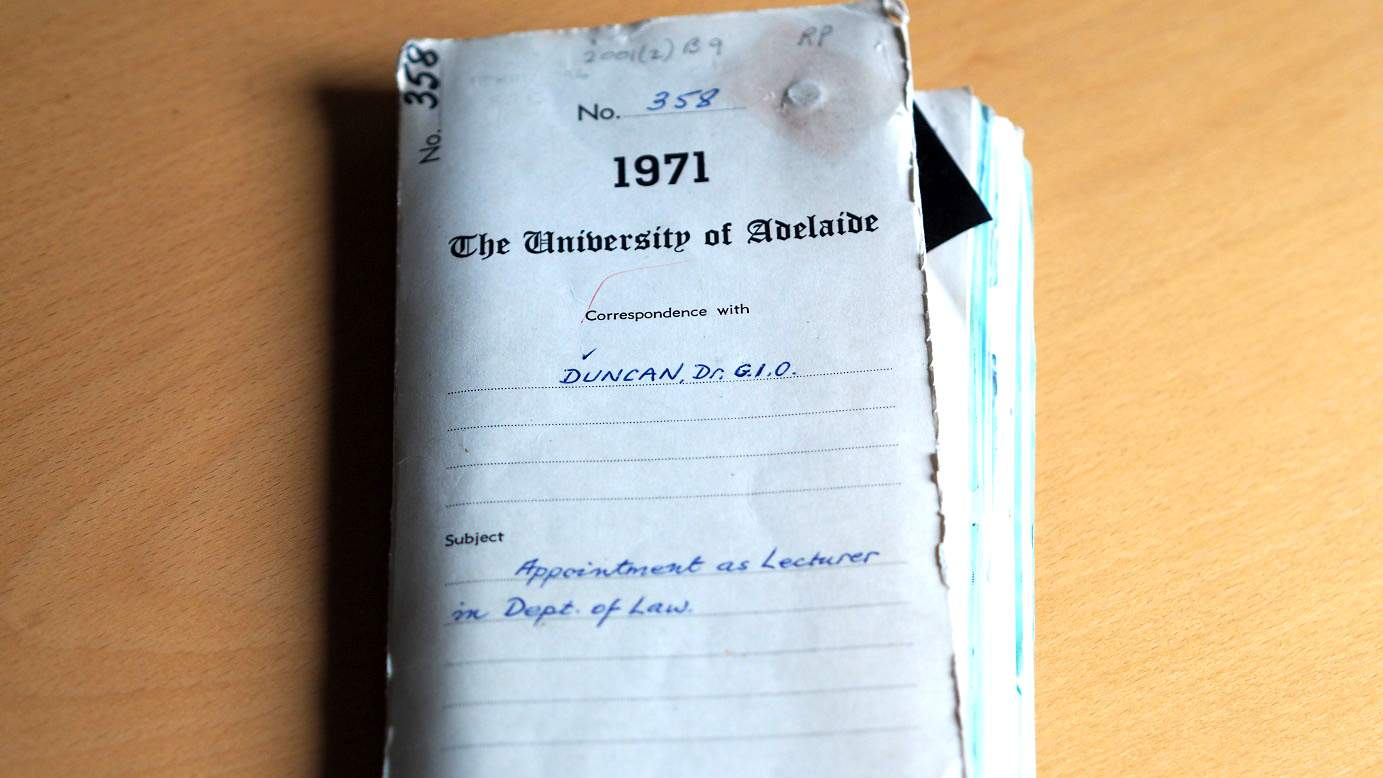 2001(2) B9 RP
No. 358
No. 358
1971
The University of Adelaide
Correspondence with
✓
DUNCAN, Dr. G.I.O.
Subject
Appointment as Lecturer
in Dept. of Law.